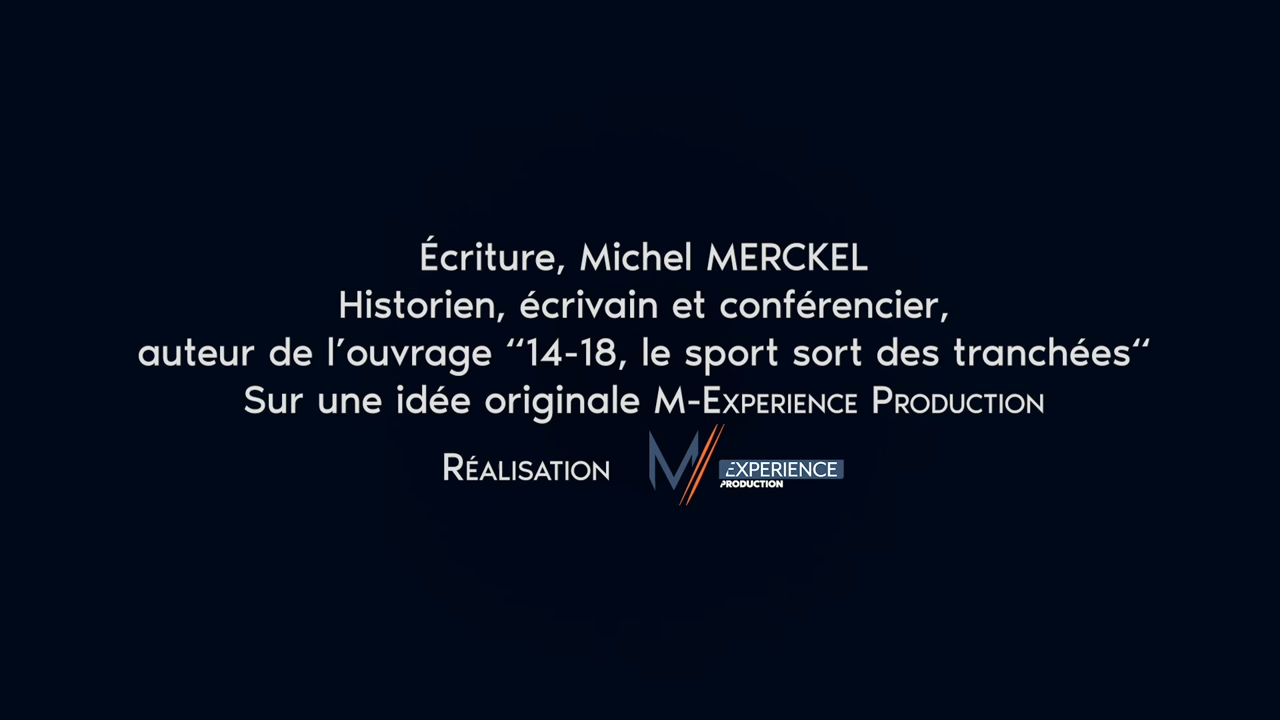 Écriture, Michel MERCKEL
Historien, écrivain et conférencier,
auteur de l’ouvrage “14-18, le sport sort des tranchées“
Sur une idée originale M-Experience Production
Réalisation M EXPERIENCE
PRODUCTION